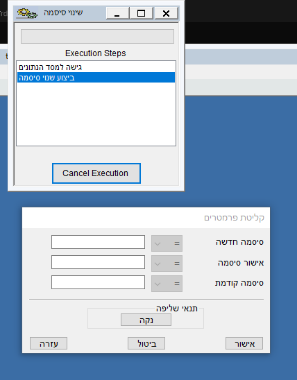 שינוי סיסמה
Execution Steps
גישה למסד הנתונים
ביצוע שנוי סיסמה
Cancel Execution
קליטת פרמטרים
סיסמה חדשה =
אישור סיסמה =
סיסמה קודמת =
תנאי שליפה
נקה
אישור ביטול עזרה